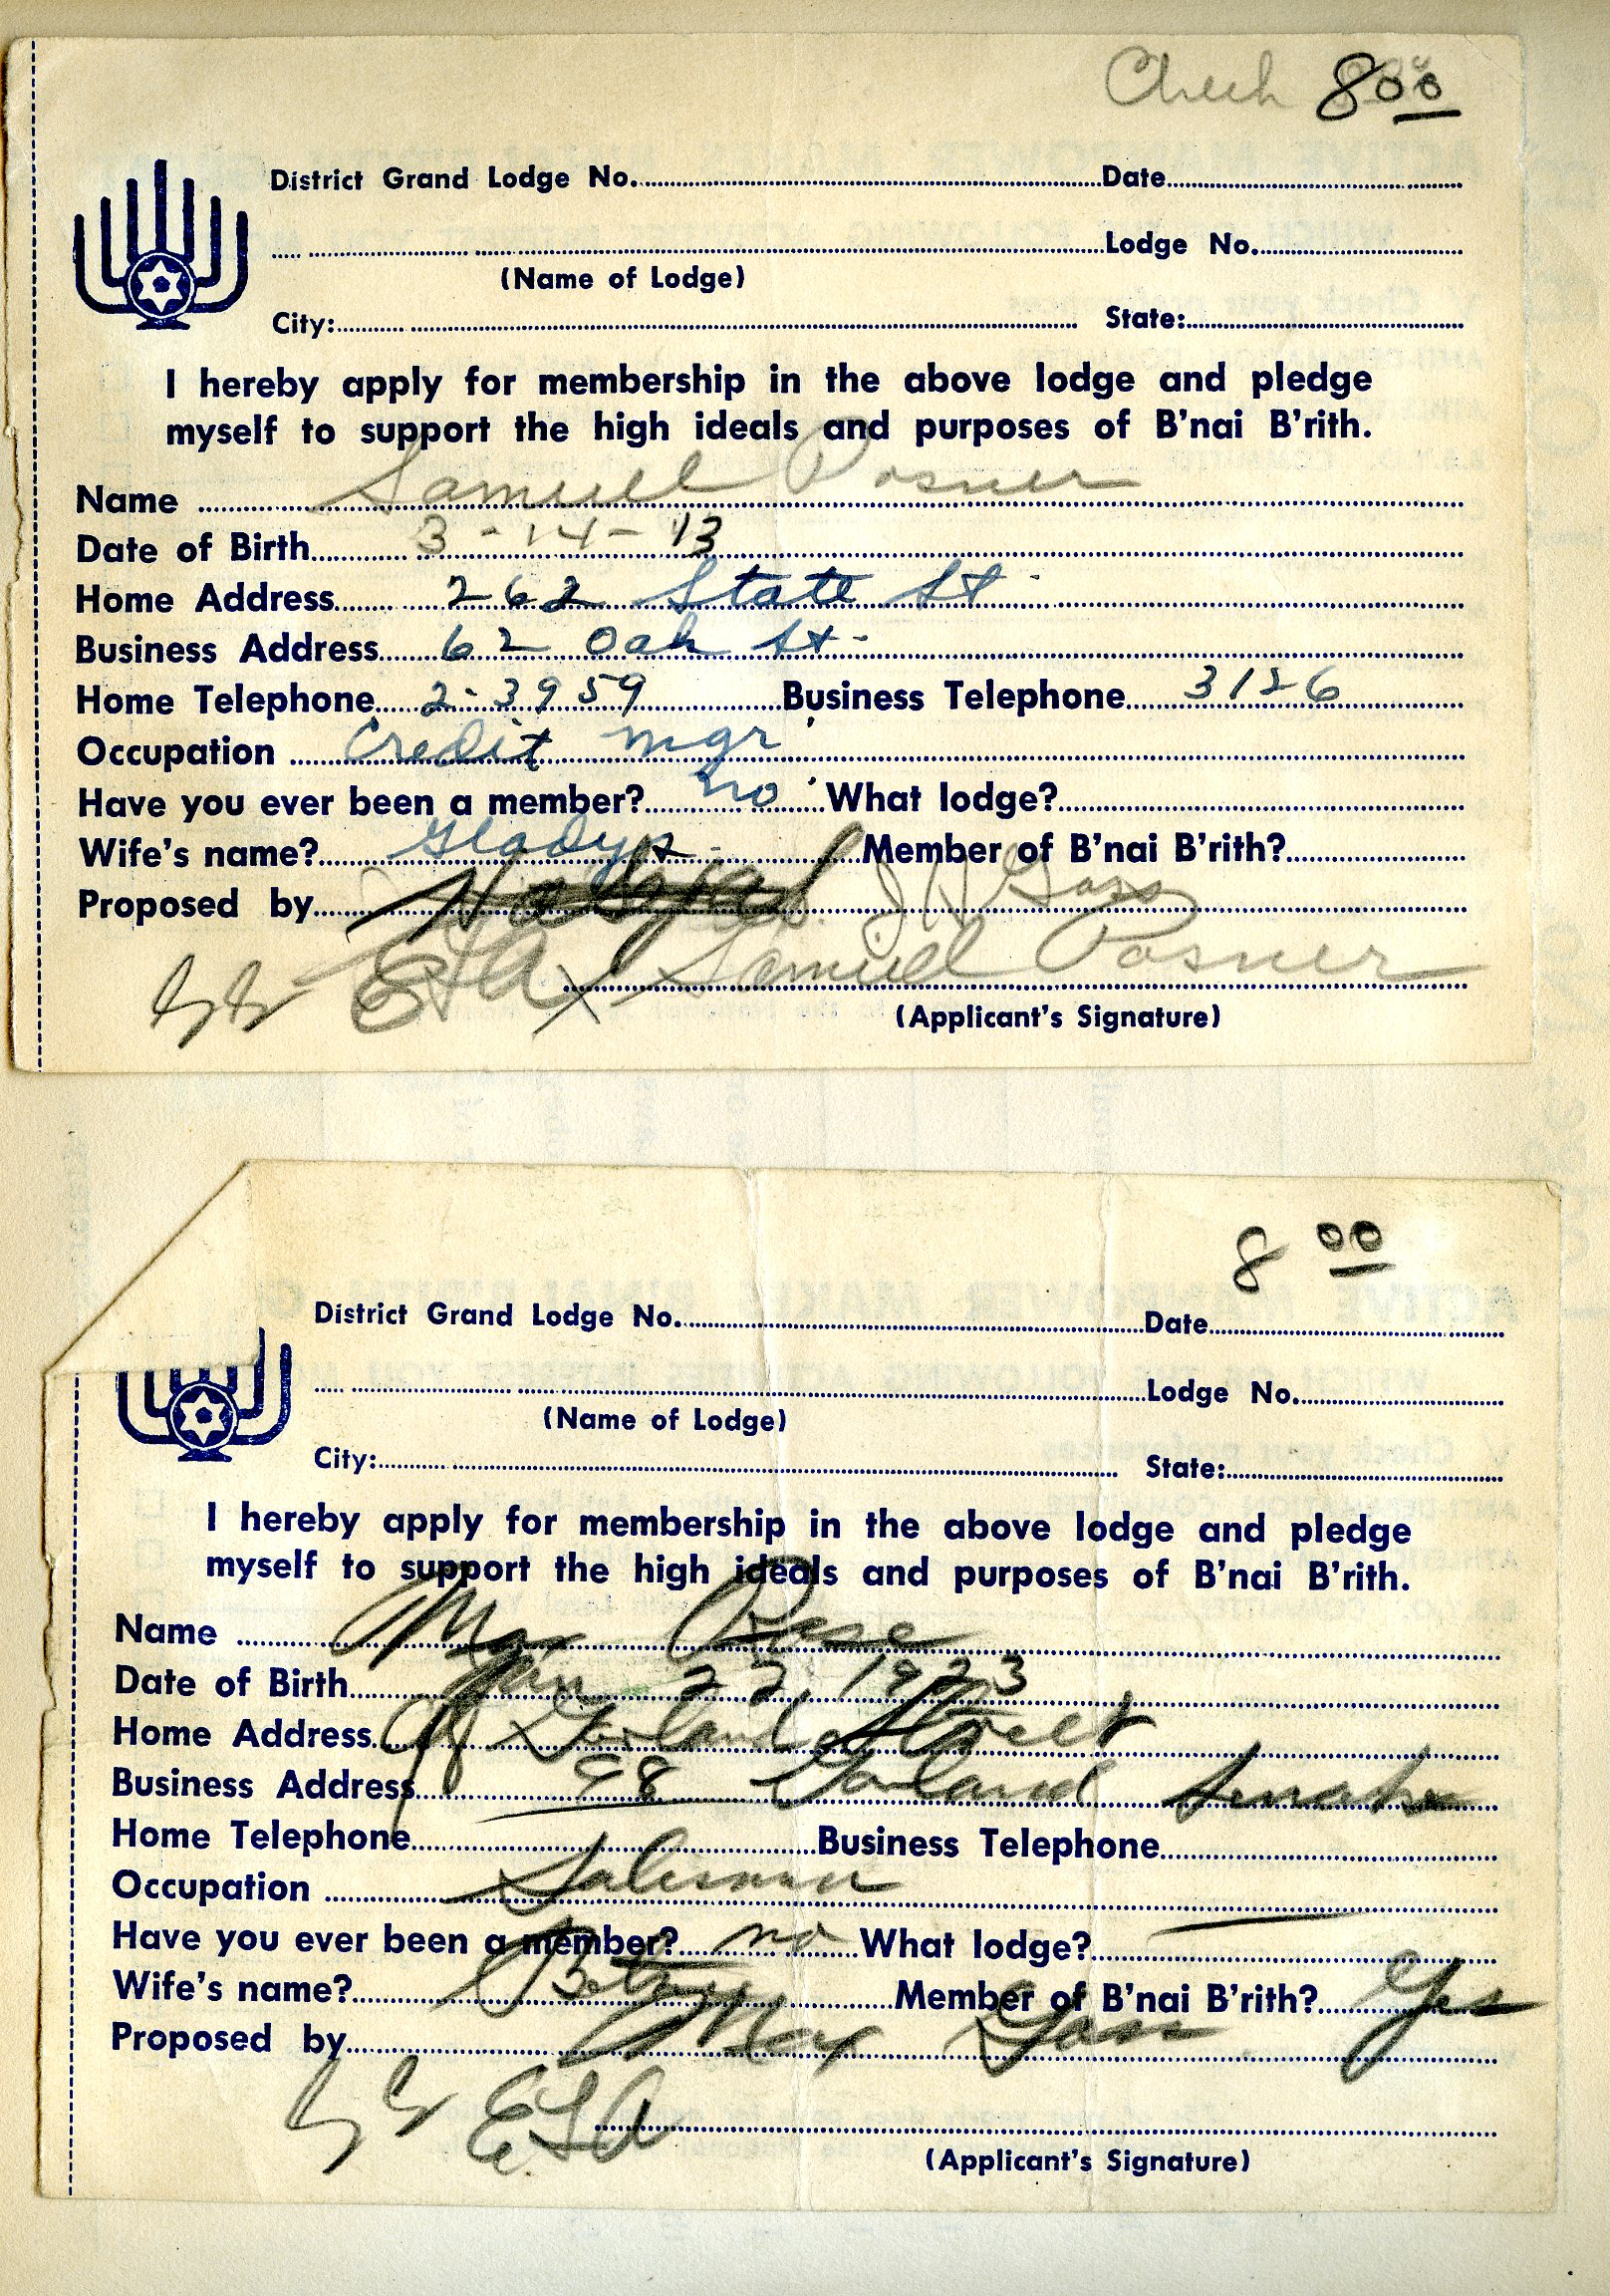 Check 8 00
District Grand Lodge No. Date
Lodge No.
(Name of Lodge)
City: State:
I hereby apply for membership in the above lodge and pledge
myself to support the high ideals and purposes of B'nai B'rith.
Name Samuel Posner
Date of Birth 3-14-13
Home Address 262 State St
Business Address 62 Oak St.
Home Telephone 2-3959 Business Telephone 3126
Occupation Credit mgr
Have you ever been a member? no What lodge?
Wife's name? Gladys Member of B'nai B'rith?
Proposed by
X Samuel Posner
(Applicant's Signature)
8 00
District Grand Lodge No. Date
Lodge No.
(Name of Lodge)
City: State:
I hereby apply for membership in the above lodge and pledge
myself to support the high ideals and purposes of B'nai B'rith.
Name Max Rose
Date of Birth Jan 22, 1923
Home Address Garland Street
Business Address 98 Garland
Home Telephone Business Telephone
Occupation Salesman
Have you ever been a member? no What lodge?
Wife's name? Betty Member of B'nai B'rith? Yes
Proposed by Max
(Applicant's Signature)